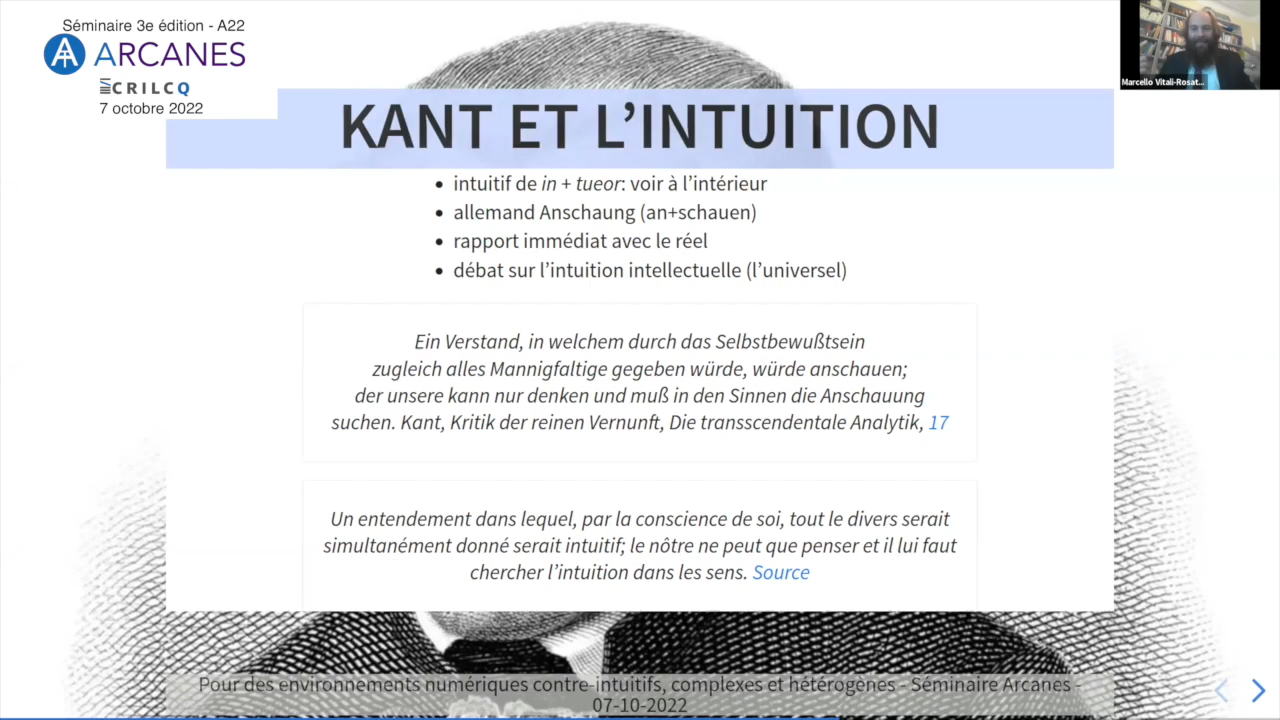 Séminaire 3e édition - A22
ARCANES
CRILCQ
7 octobre 2022
Marcello Vitali-Rosat...
KANT ET L’INTUITION
• intuitif de in + tueor: voir à l’intérieur
• allemand Anschaung (an+schauen)
• rapport immédiat avec le réel
• débat sur l’intuition intellectuelle (l’universel)
Ein Verstand, in welchem durch das Selbstbewußtsein
zugleich alles Mannigfaltige gegeben würde, würde anschauen;
der unsere kann nur denken und muß in den Sinnen die Anschauung
suchen. Kant, Kritik der reinen Vernunft, Die transscendentale Analytik, 17
Un entendement dans lequel, par la conscience de soi, tout le divers serait
simultanément donné serait intuitif; le nôtre ne peut que penser et il lui faut
chercher l’intuition dans les sens. Source
Pour des environnements numériques contre-intuitifs, complexes et hétérogènes - Séminaire Arcanes -
07-10-2022